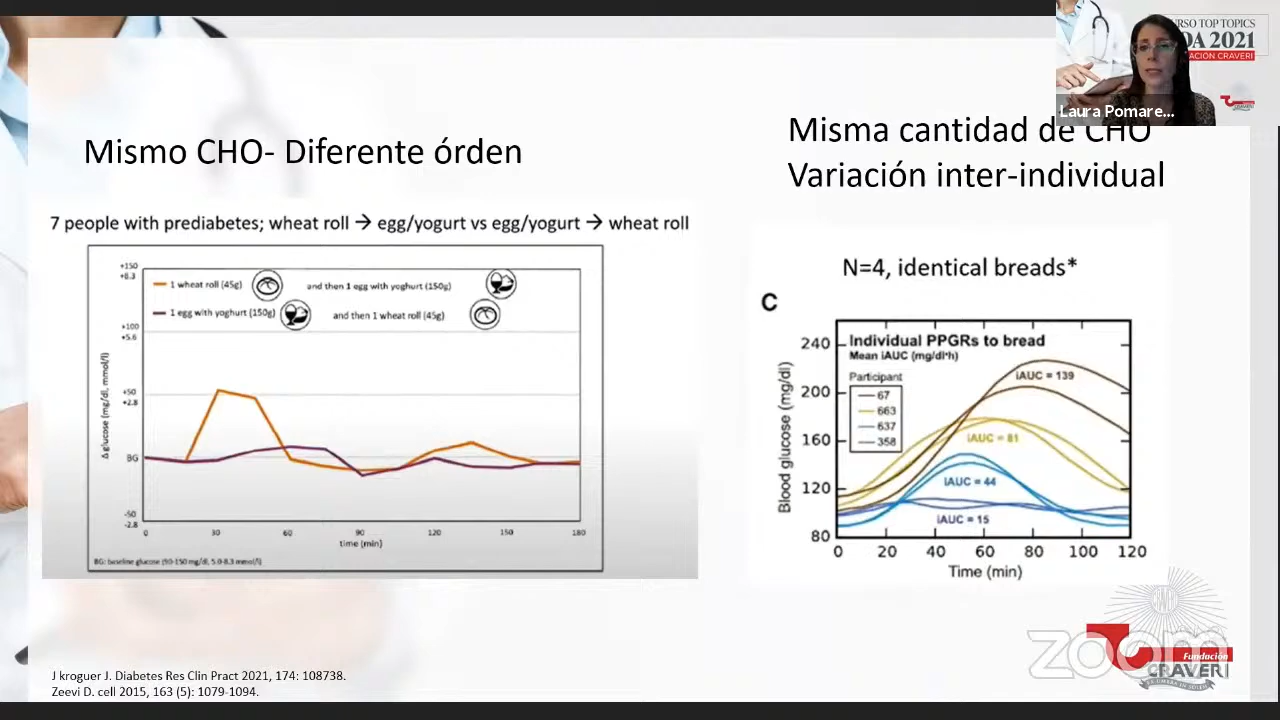 RSO TOP TOPICS
DA 2021
ACIÓN CRAVERI
Laura Pomare...
Mismo CHO- Diferente órden
Misma cantidad de CHO
Variación inter-individual
7 people with prediabetes; wheat roll → egg/yogurt vs egg/yogurt → wheat roll
+150
+8.3
1 wheat roll (45g)
and then 1 egg with yoghurt (150g)
1 egg with yoghurt (150g)
and then 1 wheat roll (45g)
+100
+5.6
Δ glucose (mg/dl, mmol/l)
+50
+2.8
BG
-50
-2.8
0 30 60 90 120 150 180
time (min)
BG: baseline glucose (90-150 mg/dl, 5.0-8.3 mmol/l)
N=4, identical breads*
C
Individual PPGRs to bread
Mean iAUC (mg/dl*h)
Participant
67
663
637
358
iAUC = 139
iAUC = 81
iAUC = 44
iAUC = 15
Blood glucose (mg/dl)
240
200
160
120
80
0 20 40 60 80 100 120
Time (min)
J kroguer J. Diabetes Res Clin Pract 2021, 174: 108738.
Zeevi D. cell 2015, 163 (5): 1079-1094.
zoom
Fundación
CRAVERI